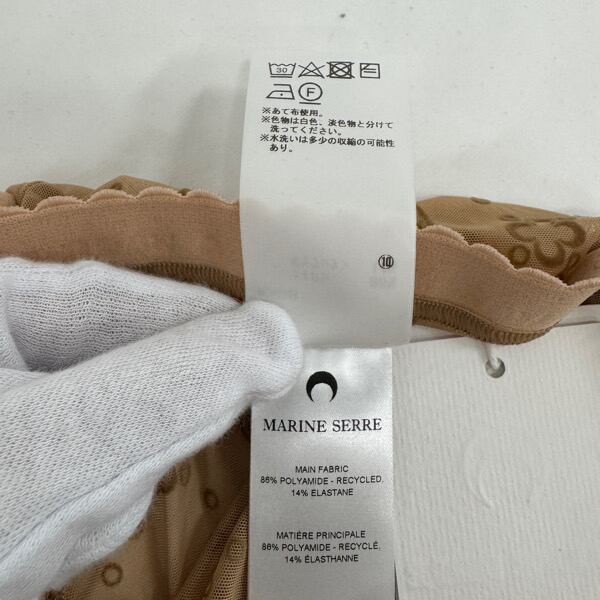 30
F
※あて布使用。
※色物は白色、淡色物と分けて
洗ってください。
※水洗いは多少の収縮の可能性
あり。
⑩
MARINE SERRE
MAIN FABRIC
86% POLYAMIDE - RECYCLED,
14% ELASTANE
MATIÈRE PRINCIPALE
86% POLYAMIDE - RECYCLÉ,
14% ÉLASTHANNE